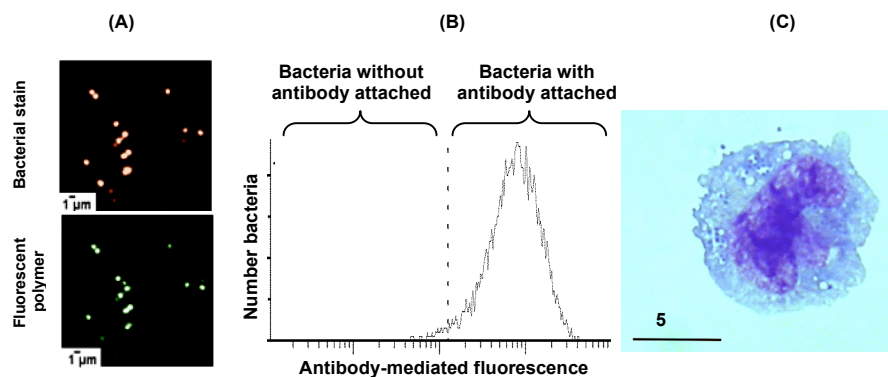 (A)
(B)
(C)
Bacterial stain
1 μm
Fluorescent
polymer
1 μm
Bacteria without
antibody attached
Bacteria with
antibody attached
Number bacteria
Antibody-mediated fluorescence
5